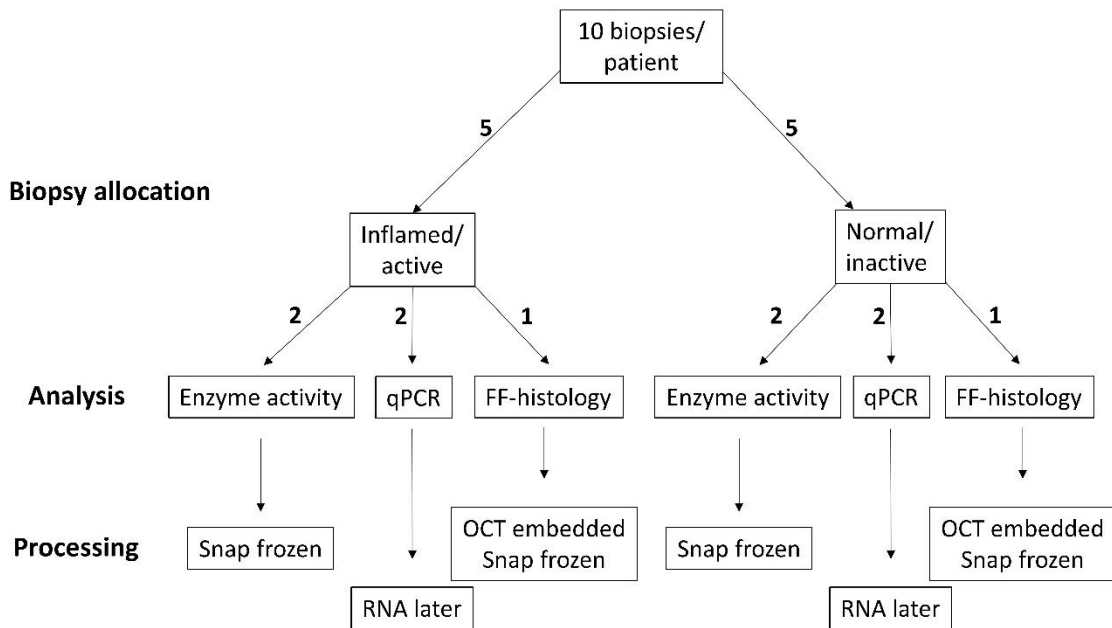 10 biopsies/
patient
5 5
Biopsy allocation
Inflamed/
active
Normal/
inactive
2 2 1 2 2 1
Analysis
Enzyme activity
qPCR
FF-histology
Enzyme activity
qPCR
FF-histology
Processing
Snap frozen
OCT embedded
Snap frozen
Snap frozen
OCT embedded
Snap frozen
RNA later
RNA later